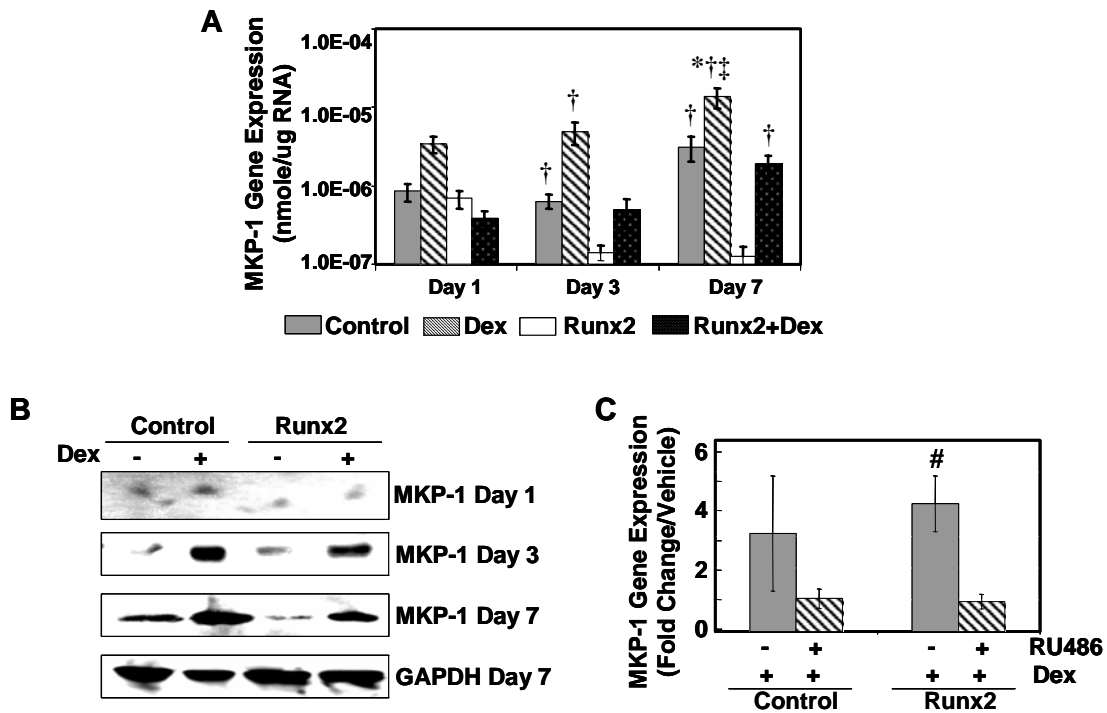 A
MKP-1 Gene Expression
(nmole/ug RNA)
1.0E-04
1.0E-05
1.0E-06
1.0E-07
†
†
†
*†‡
†
Day 1 Day 3 Day 7
Control Dex Runx2 Runx2+Dex
B
Control Runx2
Dex - + - +
MKP-1 Day 1
MKP-1 Day 3
MKP-1 Day 7
GAPDH Day 7
C
MKP-1 Gene Expression
(Fold Change/Vehicle)
6
4
2
0
#
- + - + RU486
+ + + + Dex
Control Runx2